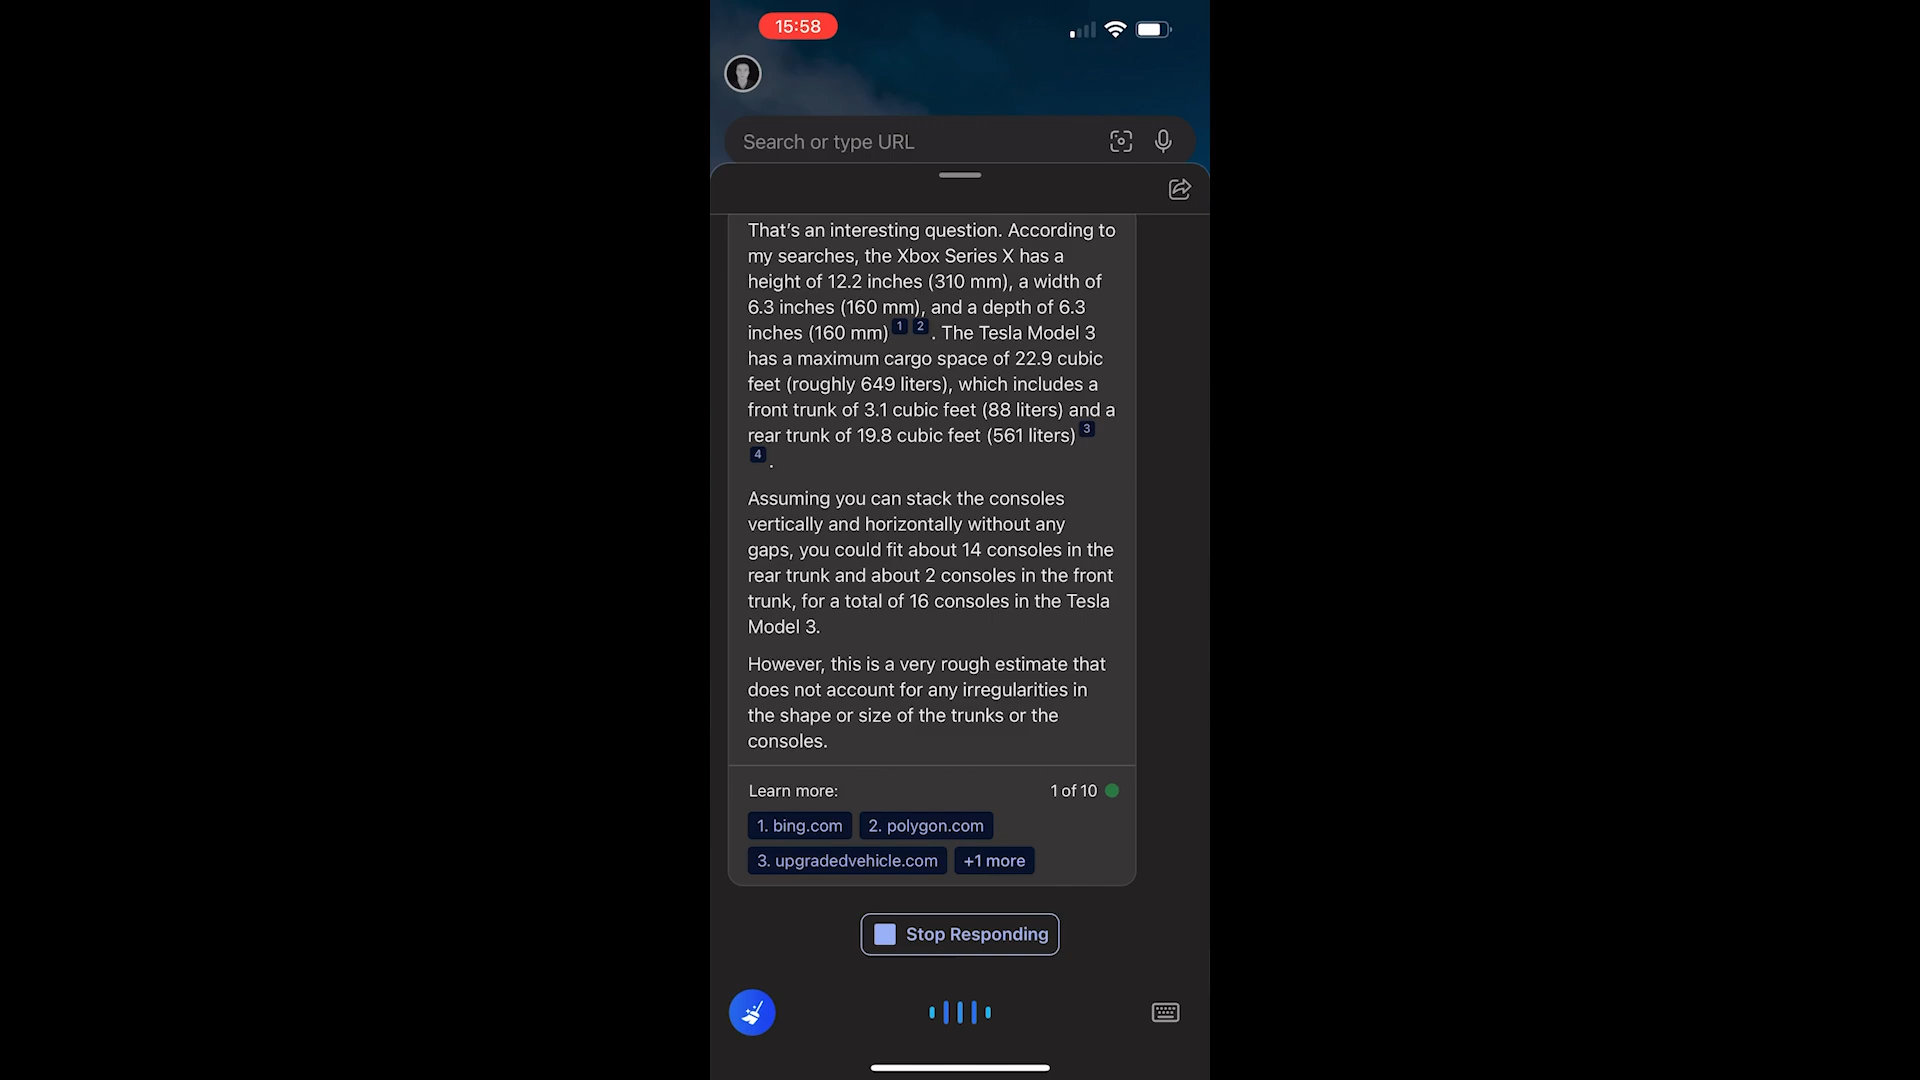 15:58
Search or type URL
That's an interesting question. According to
my searches, the Xbox Series X has a
height of 12.2 inches (310 mm), a width of
6.3 inches (160 mm), and a depth of 6.3
inches (160 mm) 1 2 . The Tesla Model 3
has a maximum cargo space of 22.9 cubic
feet (roughly 649 liters), which includes a
front trunk of 3.1 cubic feet (88 liters) and a
rear trunk of 19.8 cubic feet (561 liters) 3
4 .
Assuming you can stack the consoles
vertically and horizontally without any
gaps, you could fit about 14 consoles in the
rear trunk and about 2 consoles in the front
trunk, for a total of 16 consoles in the Tesla
Model 3.
However, this is a very rough estimate that
does not account for any irregularities in
the shape or size of the trunks or the
consoles.
Learn more: 1 of 10
1. bing.com 2. polygon.com
3. upgradedvehicle.com +1 more
Stop Responding